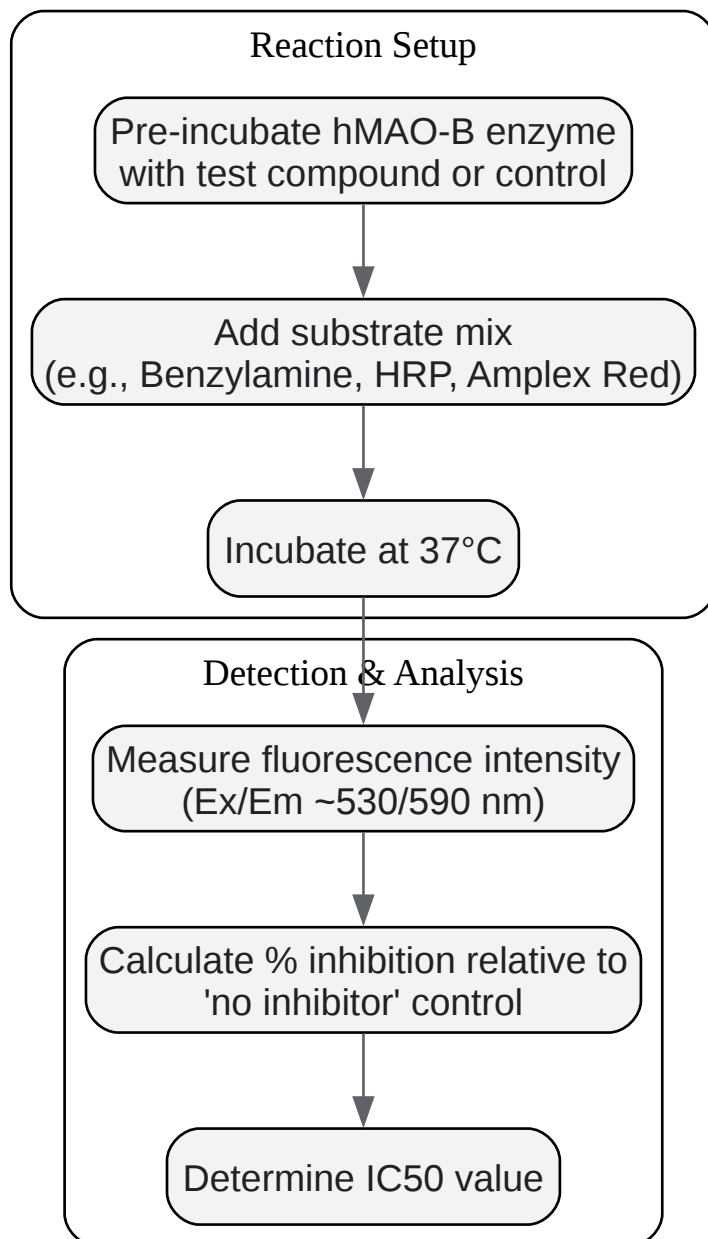 Reaction Setup
Pre-incubate hMAO-B enzyme
with test compound or control
Add substrate mix
(e.g., Benzylamine, HRP, Amplex Red)
Incubate at 37°C
Detection & Analysis
Measure fluorescence intensity
(Ex/Em ~530/590 nm)
Calculate % inhibition relative to
'no inhibitor' control
Determine IC50 value